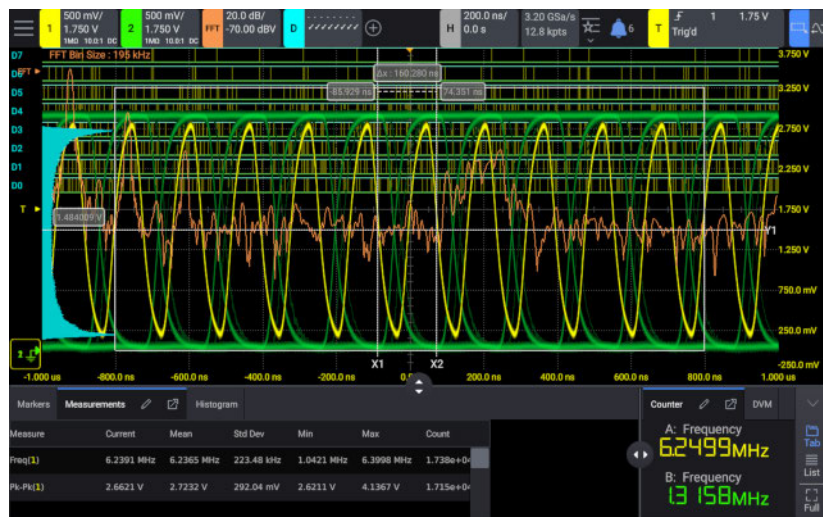 1 500 mV/ 1.750 V 1MΩ 10.0:1 DC
2 500 mV/ 1.750 V 1MΩ 10.0:1 DC
FFT 20.0 dB/ -70.00 dBV
D
H 200.0 ns/ 0.0 s
3.20 GSa/s 12.8 kpts
6
T 1 1.75 V Trig'd
D7 FFT Bin Size : 195 kHz 3.750 V
D6
FFT
Δx : 160.280 ns
D5 -85.929 ns 74.351 ns 3.250 V
D4
D3 2.750 V
D2
D1 2.250 V
D0
T 1.750 V
1.484009 V
Y1
1.250 V
750.0 mV
250.0 mV
X1 X2 -250.0 mV
-1.000 us -800.0 ns -600.0 ns -400.0 ns -200.0 ns 200.0 ns 400.0 ns 600.0 ns 800.0 ns 1.000 us
Markers Measurements Histogram Counter DVM
Measure Current Mean Std Dev Min Max Count
Freq(1) 6.2391 MHz 6.2365 MHz 223.48 kHz 1.0421 MHz 6.3998 MHz 1.738e+0
Pk-Pk(1) 2.6621 V 2.7232 V 292.04 mV 2.6211 V 4.1367 V 1.715e+0
A: Frequency
6.2499MHz
B: Frequency
1.3158MHz
Tab
List
Full